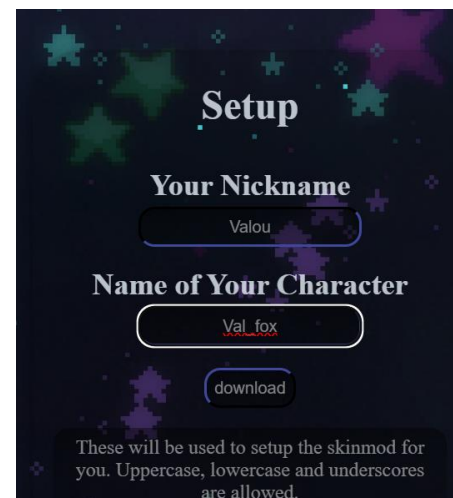 Setup
Your Nickname
Valou
Name of Your Character
Val_fox
download
These will be used to setup the skinmod for
you. Uppercase, lowercase and underscores
are allowed.